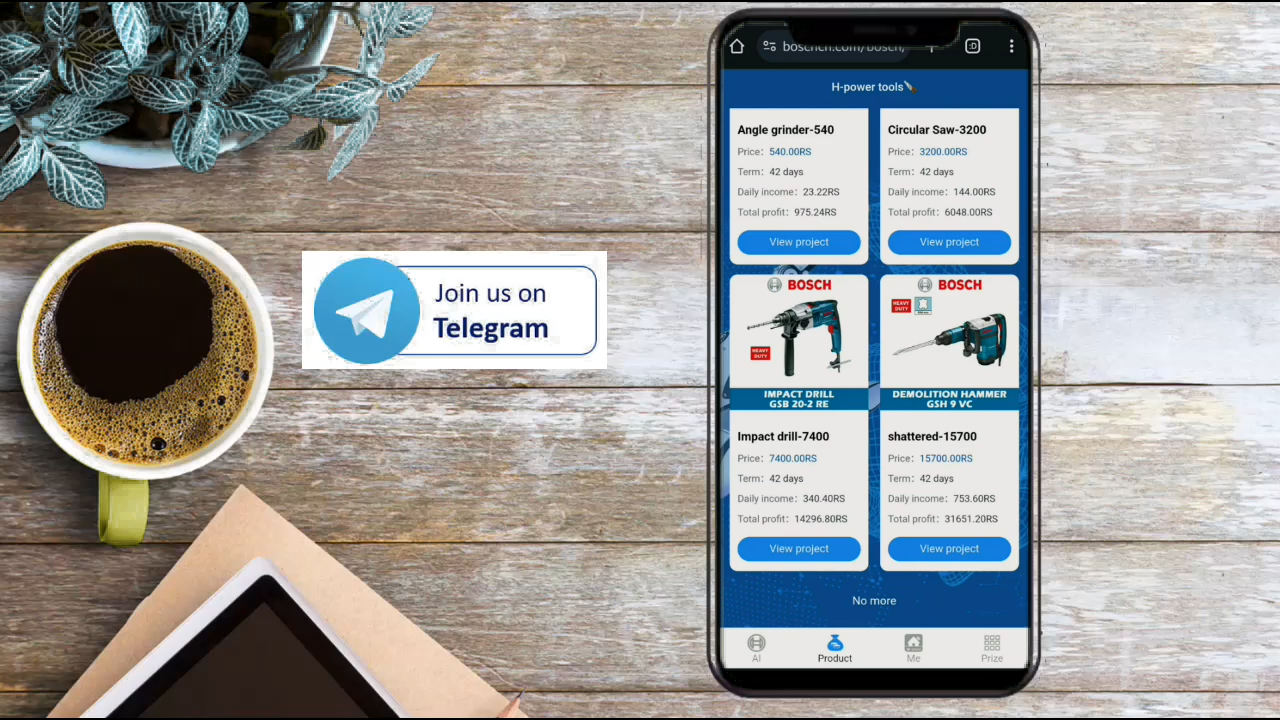 Join us on
Telegram
H-power tools
Angle grinder-540
Price: 540.00RS
Term: 42 days
Daily income: 23.22RS
Total profit: 975.24RS
View project
Circular Saw-3200
Price: 3200.00RS
Term: 42 days
Daily income: 144.00RS
Total profit: 6048.00RS
View project
BOSCH
HEAVY
DUTY
IMPACT DRILL
GSB 20-2 RE
Impact drill-7400
Price: 7400.00RS
Term: 42 days
Daily income: 340.40RS
Total profit: 14296.80RS
View project
BOSCH
HEAVY
DUTY
DEMOLITION HAMMER
GSH 9 VC
shattered-15700
Price: 15700.00RS
Term: 42 days
Daily income: 753.60RS
Total profit: 31651.20RS
View project
No more
AI
Product
Me
Prize